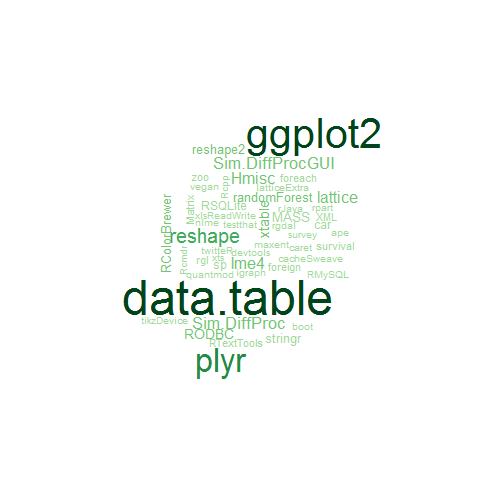 ggplot2
reshape2
Sim.DiffProcGUI
zoo
Hmisc
foreach
vegan
Rcpp
latticeExtra
RColorBrewer
Matrix
RSQLite
randomForest
lattice
rJava
rpart
xlsReadWrite
xtable
MASS
XML
nlme
testthat
rgdal
car
reshape
survey
ape
maxent
Rcmdr
twitteR
devtools
caret
survival
rgl
xts
sp
lme4
cacheSweave
foreign
quantmod
igraph
RMySQL
data.table
tikzDevice
Sim.DiffProc
boot
RODBC
RTextTools
stringr
plyr